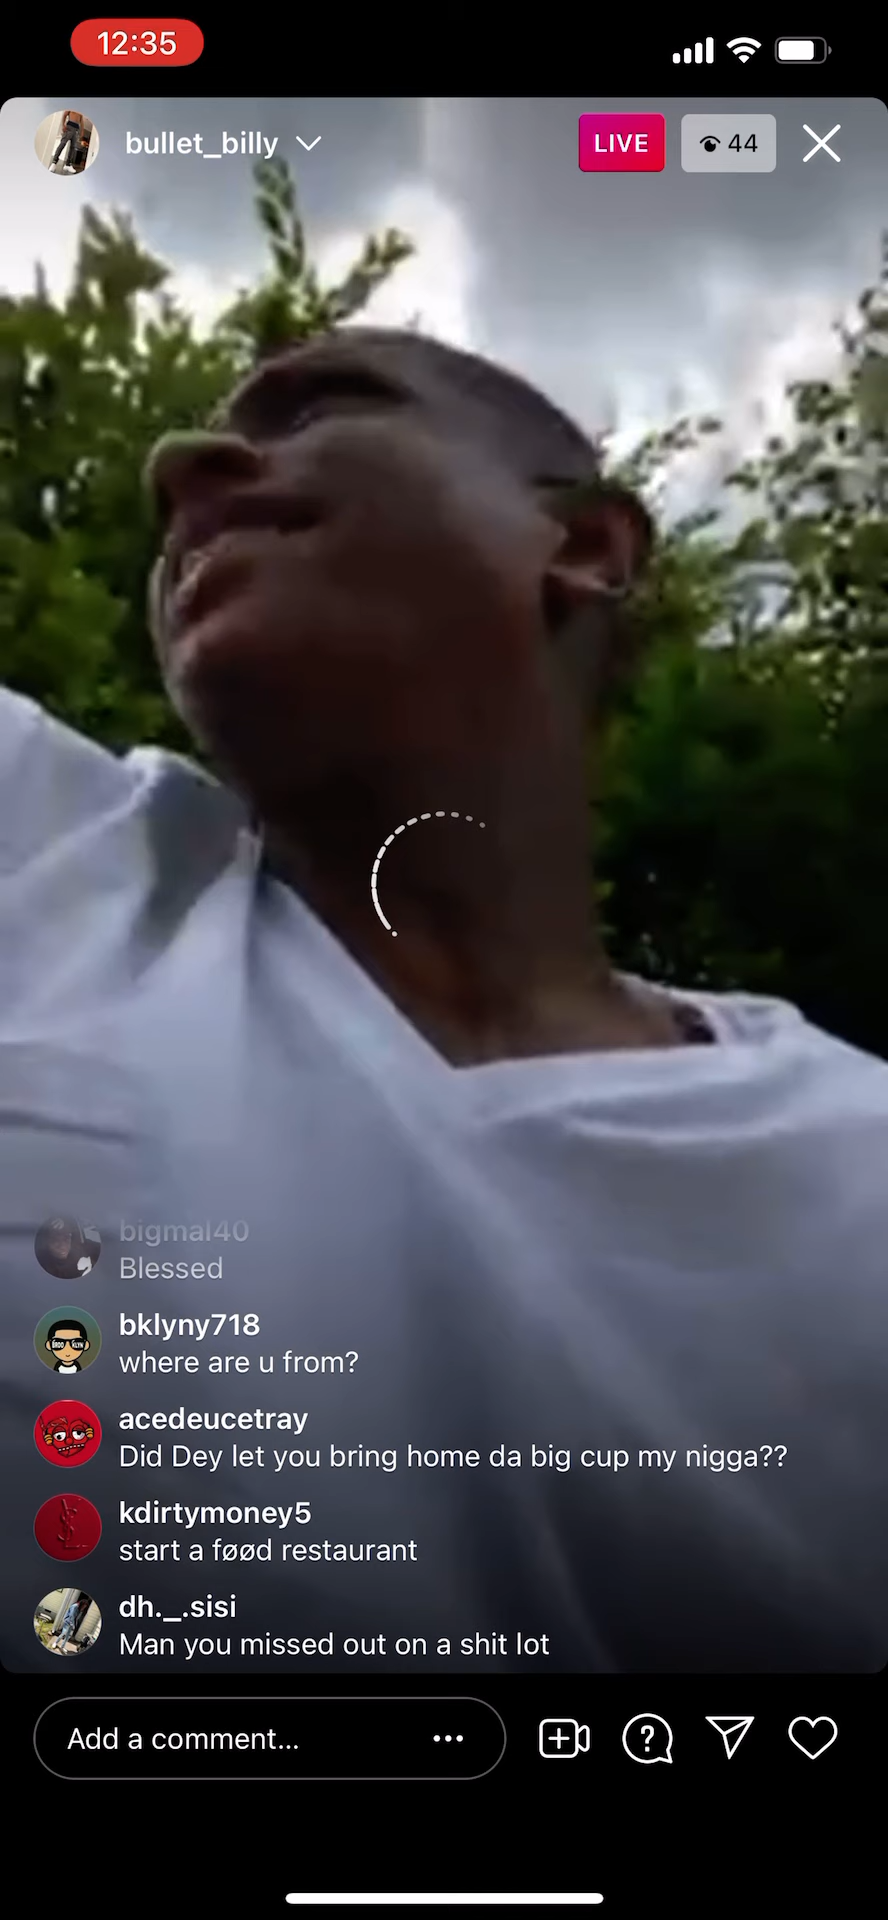 12:35
bullet_billy
LIVE
44
bigmal40
Blessed
bklyny718
where are u from?
acedeucetray
Did Dey let you bring home da big cup my nigga??
kdirtymoney5
start a føød restaurant
dh._.sisi
Man you missed out on a shit lot
Add a comment...